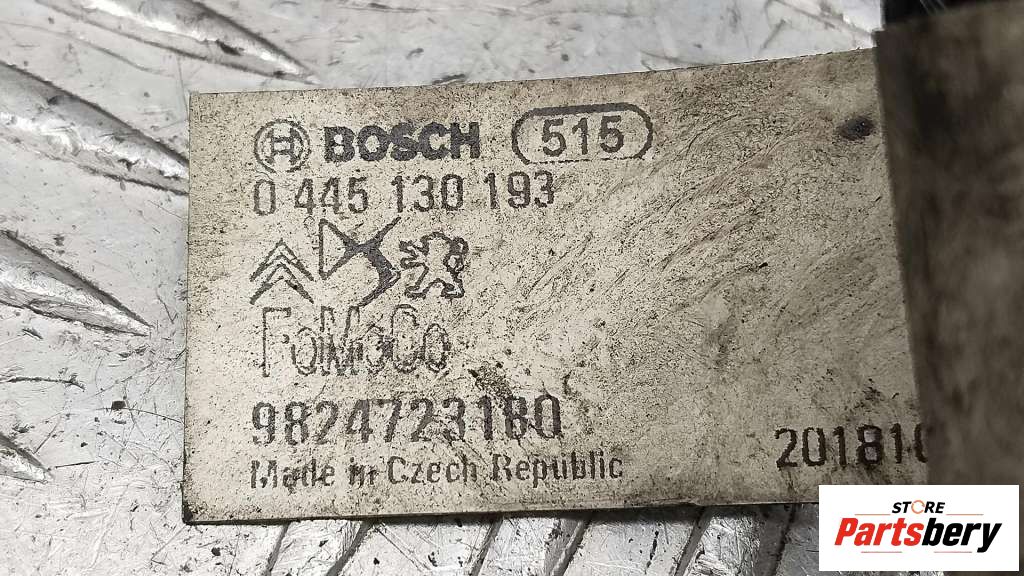 BOSCH 515
0 445 130 193
FoMoCo
9824723180
Made in Czech Republic
201810
STORE
Partsbery